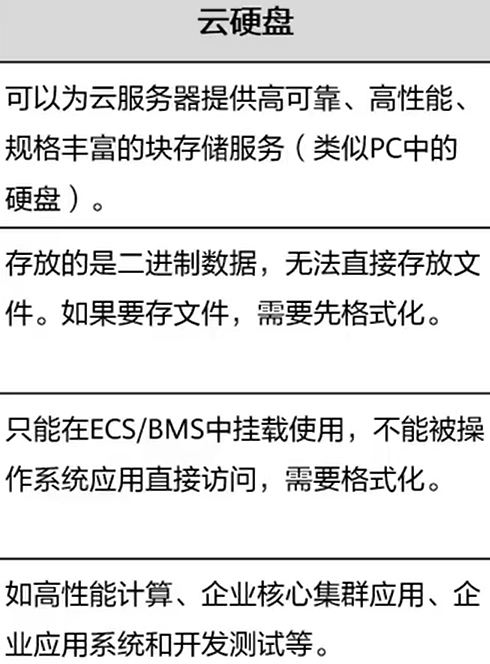 云硬盘
可以为云服务器提供高可靠、高性能、
规格丰富的块存储服务（类似PC中的
硬盘）。
存放的是二进制数据，无法直接存放文
件。如果要存文件，需要先格式化。
只能在ECS/BMS中挂载使用，不能被操
作系统应用直接访问，需要格式化。
如高性能计算、企业核心集群应用、企
业应用系统和开发测试等。